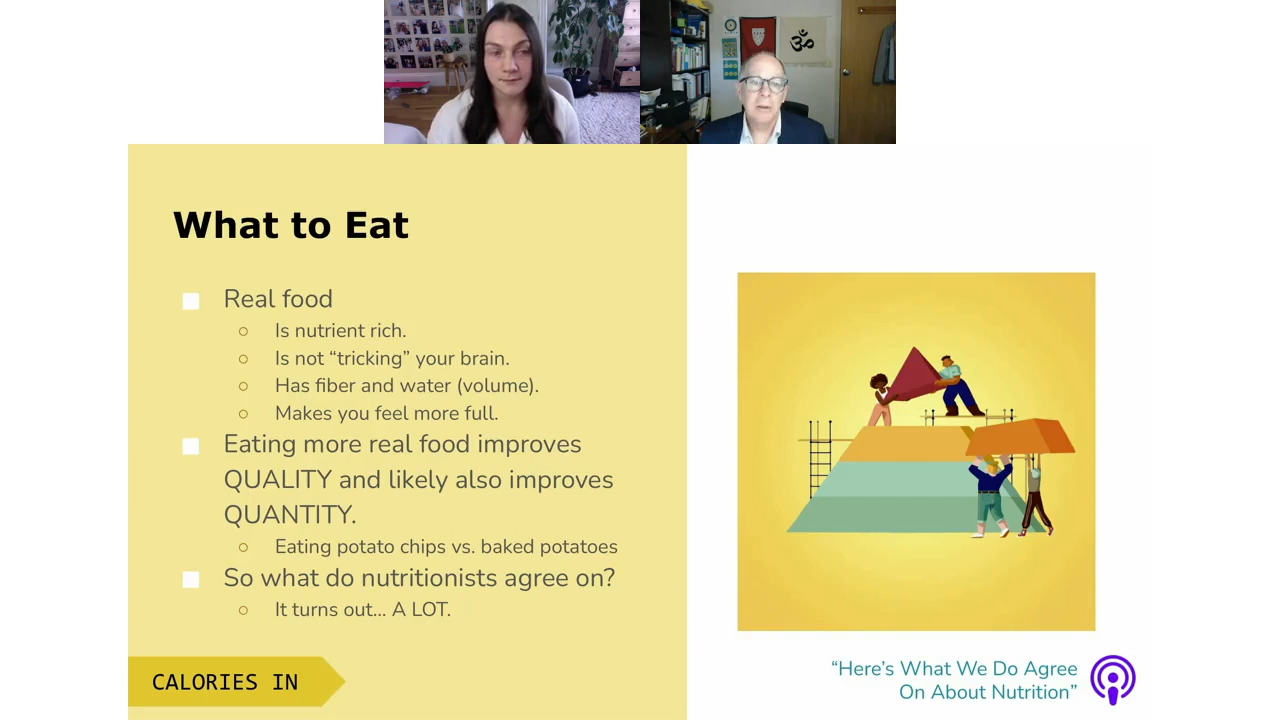 ॐ
What to Eat
Real food
Is nutrient rich.
Is not “tricking” your brain.
Has fiber and water (volume).
Makes you feel more full.
Eating more real food improves
QUALITY and likely also improves
QUANTITY.
Eating potato chips vs. baked potatoes
So what do nutritionists agree on?
It turns out... A LOT.
CALORIES IN
“Here’s What We Do Agree
On About Nutrition”